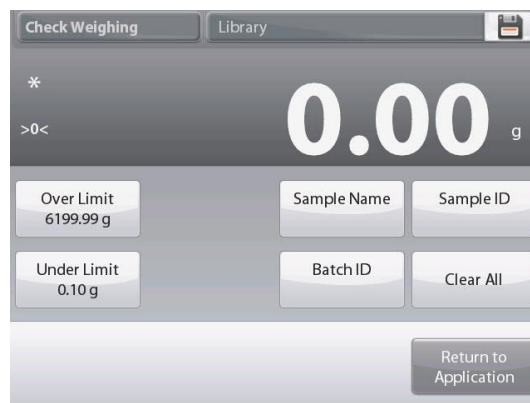 Check Weighing
Library
*
>0<
0.00 g
Over Limit
6199.99 g
Sample Name
Sample ID
Under Limit
0.10 g
Batch ID
Clear All
Return to
Application